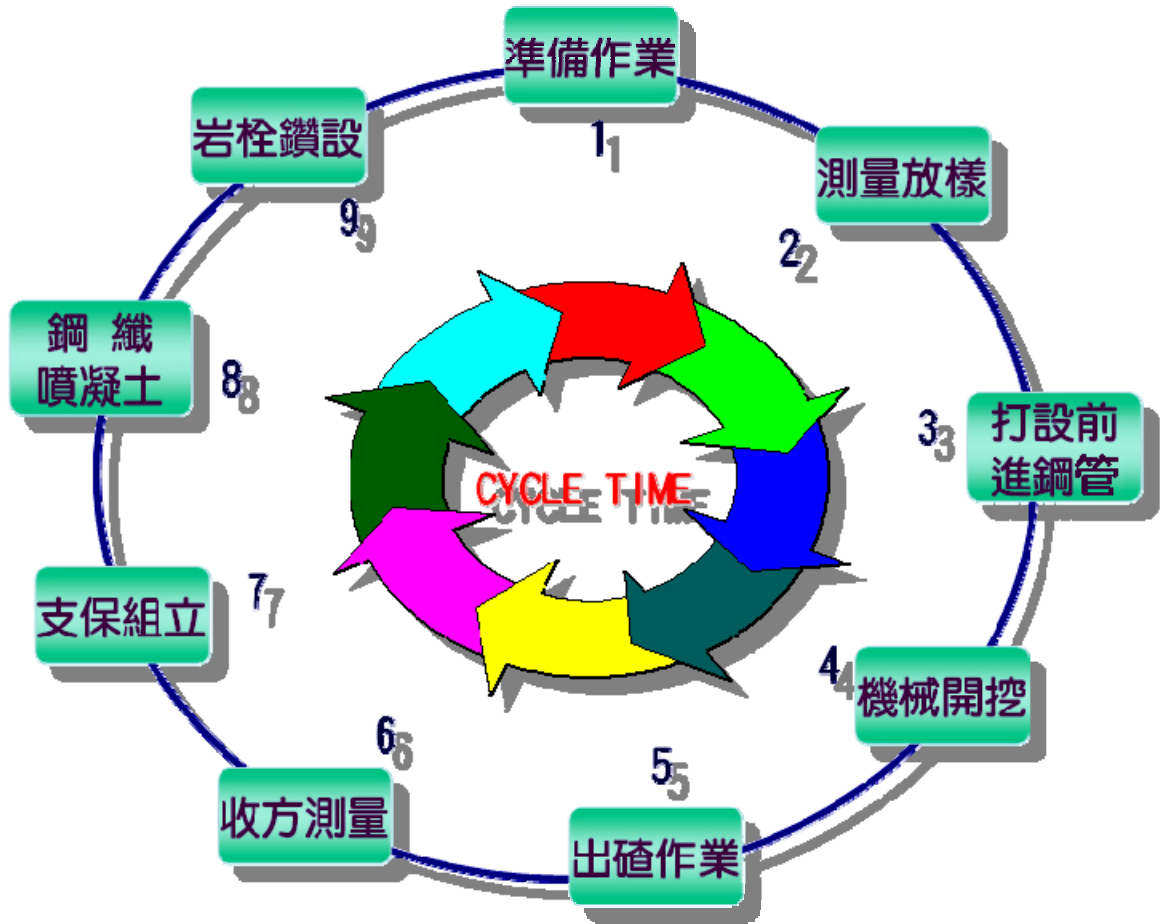 準備作業
1
測量放樣
2
打設前
進鋼管
3
機械開挖
4
出碴作業
5
收方測量
6
支保組立
7
鋼 纖
噴凝土
8
岩栓鑽設
9
CYCLE TIME